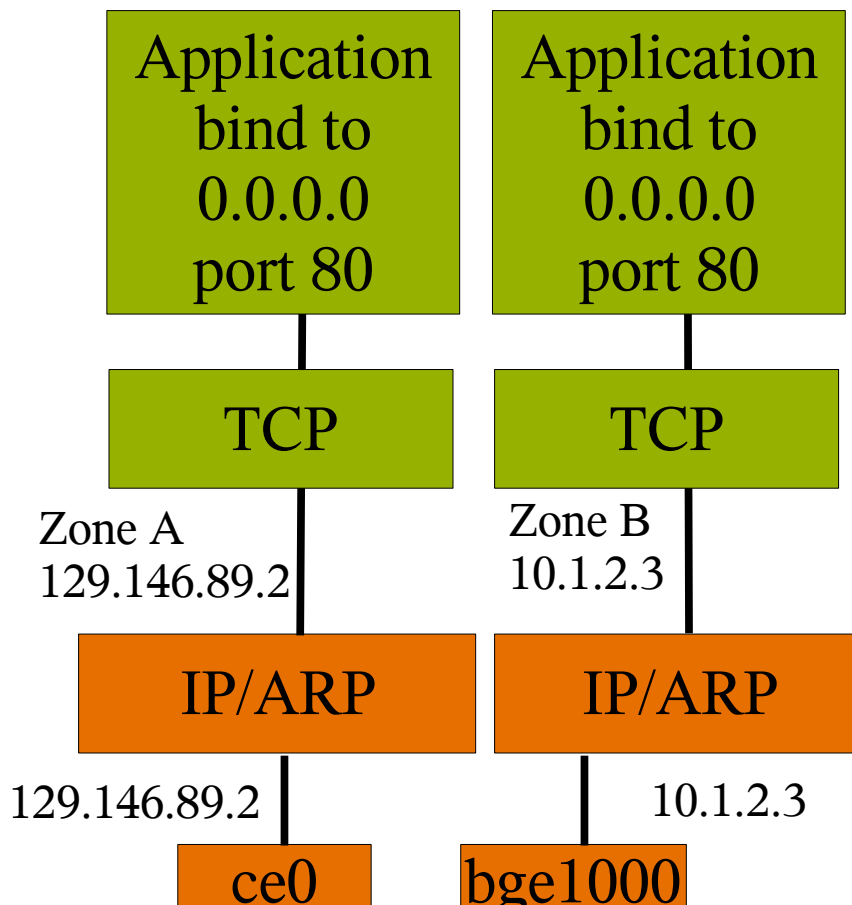 Application
bind to
0.0.0.0
port 80
Application
bind to
0.0.0.0
port 80
TCP
TCP
Zone A
129.146.89.2
Zone B
10.1.2.3
IP/ARP
IP/ARP
129.146.89.2
10.1.2.3
ce0
bge1000